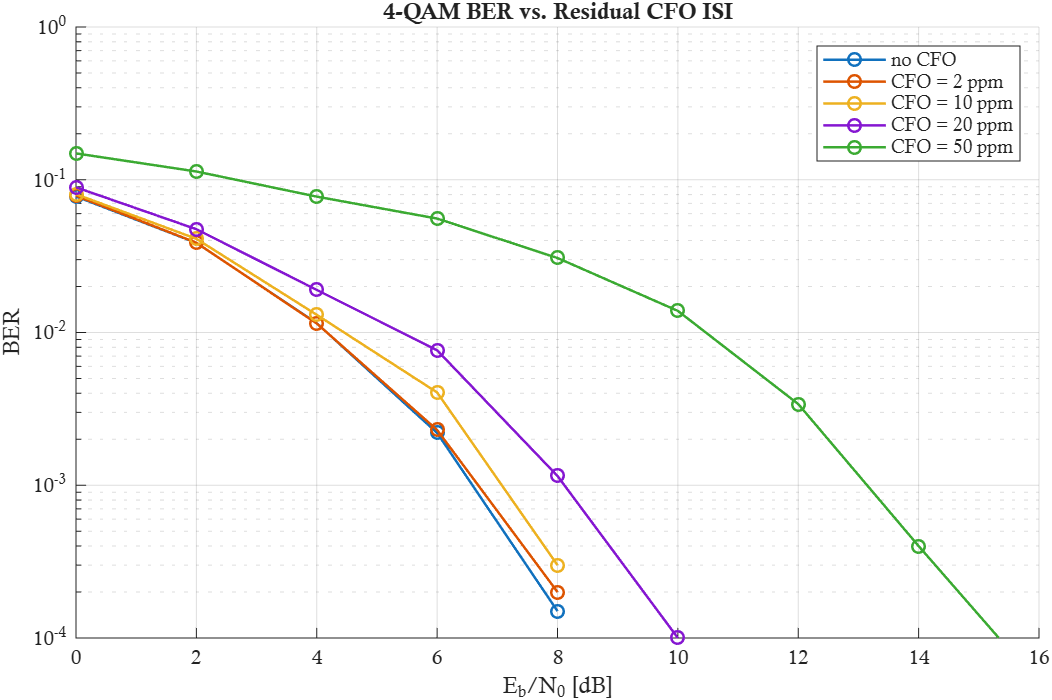 4-QAM BER vs. Residual CFO ISI
no CFO
CFO = 2 ppm
CFO = 10 ppm
CFO = 20 ppm
CFO = 50 ppm
BER
10^0
10^-1
10^-2
10^-3
10^-4
0 2 4 6 8 10 12 14 16
E_b/N_0 [dB]